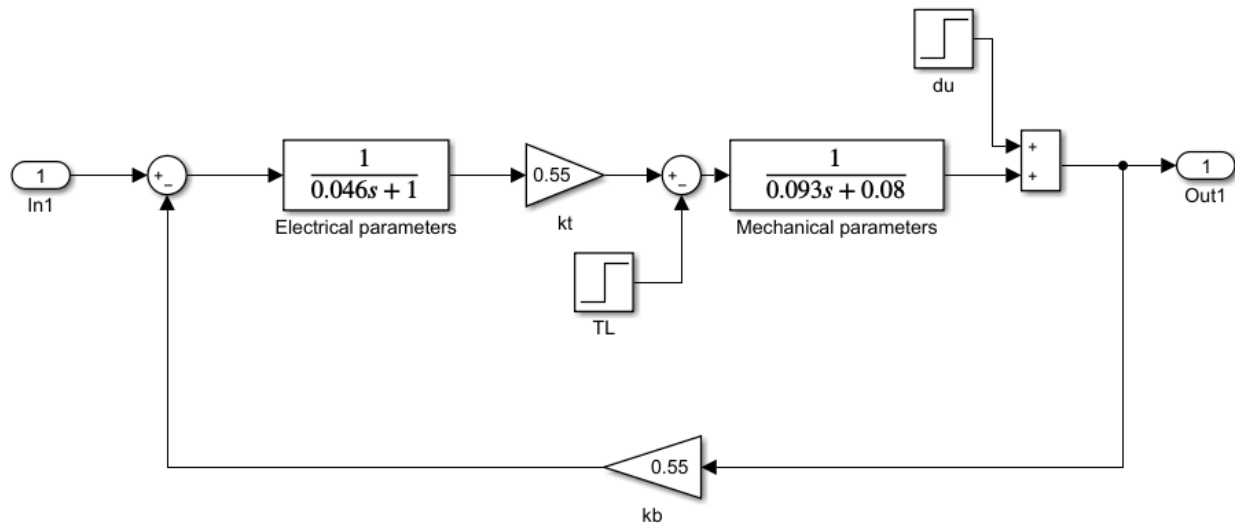 du
+
+
1
In1
+
−
1
0.046s + 1
Electrical parameters
0.55
kt
+
−
1
0.093s + 0.08
Mechanical parameters
1
Out1
TL
0.55
kb